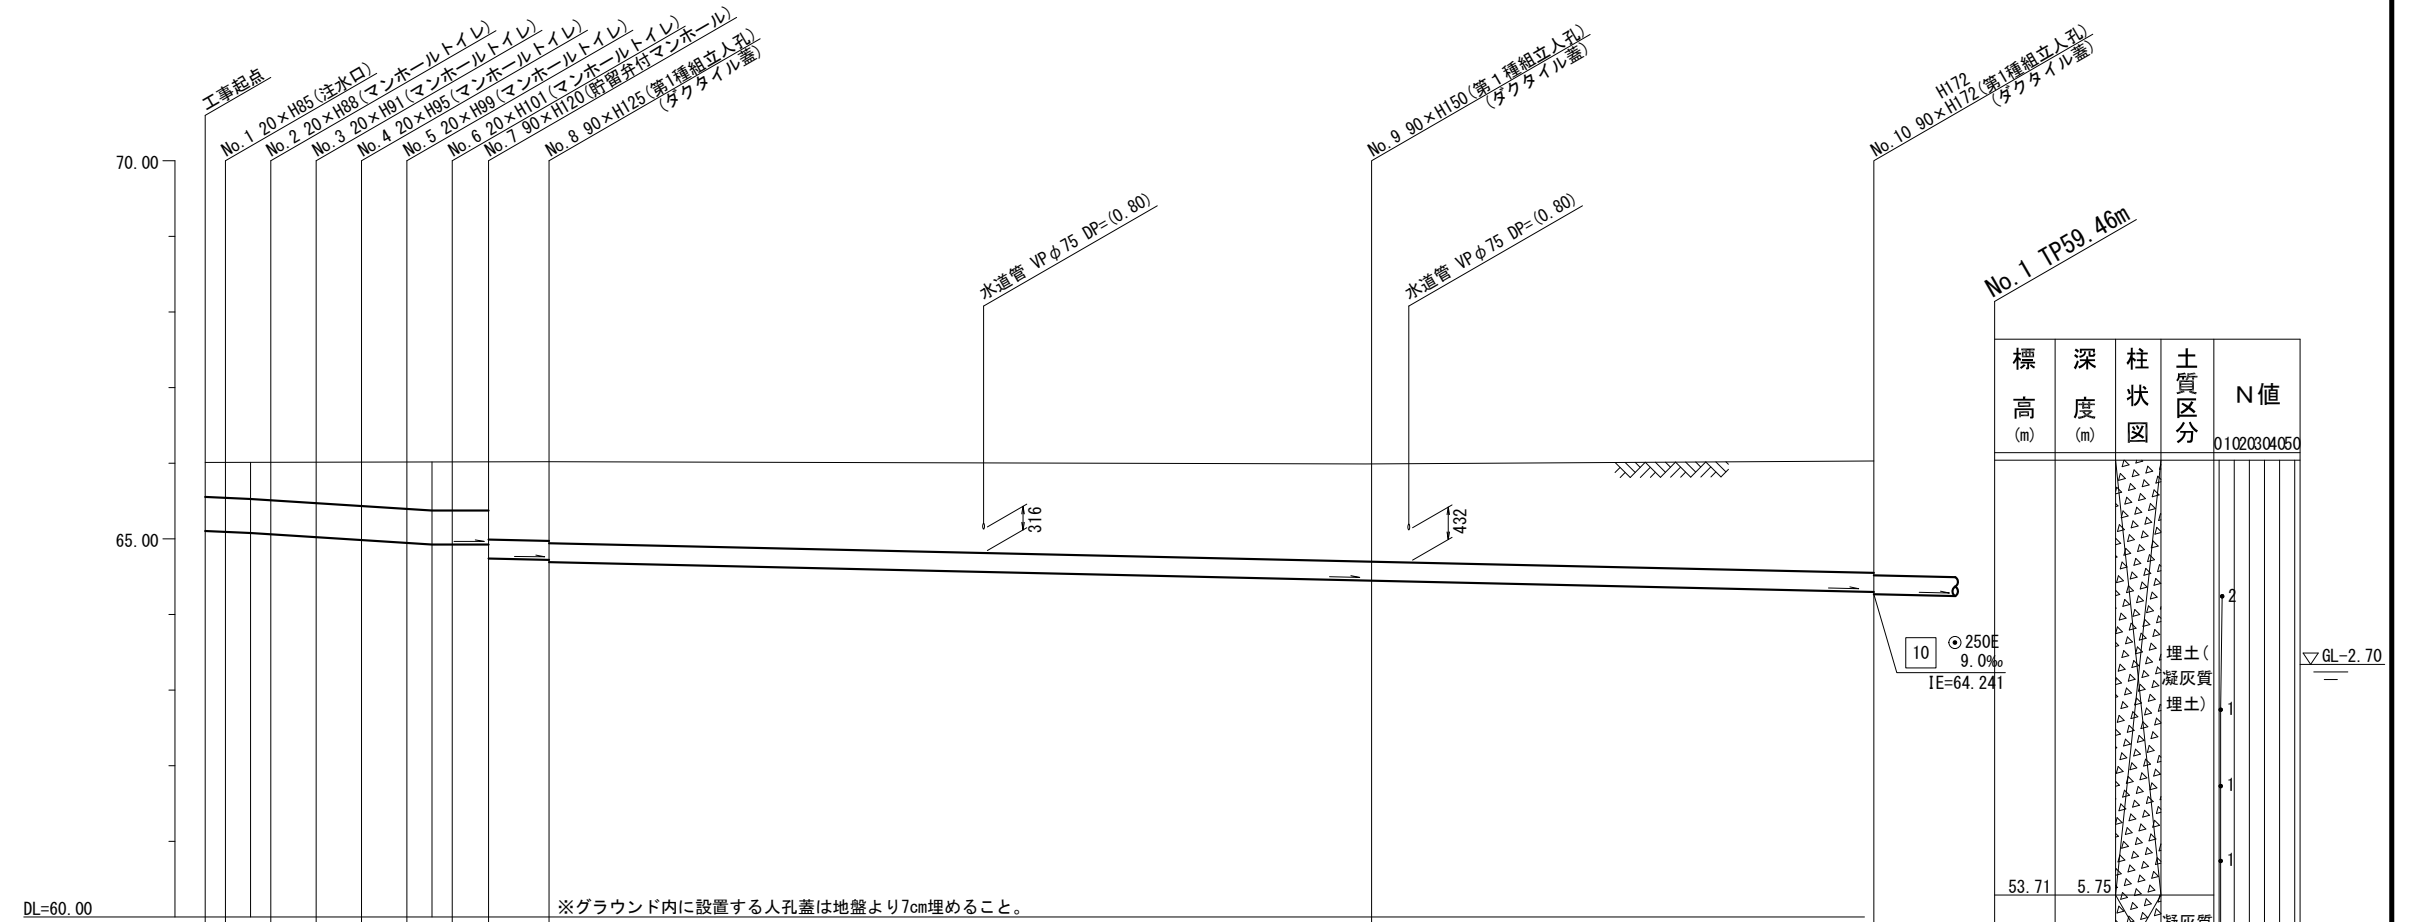 工事起点
No.1 20×H85(注水口)
No.2 20×H88(マンホールトイレ)
No.3 20×H91(マンホールトイレ)
No.4 20×H95(マンホールトイレ)
No.5 20×H99(マンホールトイレ)
No.6 20×H101(マンホールトイレ)
No.7 90×H120(貯留弁付マンホール)
No.8 90×H125(第1種組立人孔)
(ダクタイル蓋)
No.9 90×H150(第1種組立人孔)
(ダクタイル蓋)
H172
No.10 90×H172(第1種組立人孔)
(ダクタイル蓋)
70.00
水道管 VPφ75 DP=(0.80)
水道管 VPφ75 DP=(0.80)
No.1 TP59.46m
標高(m)
深度(m)
柱状図
土質区分
N値
0 10 20 30 40 50
316
432
65.00
2
10
⊙250E
9.0‰
IE=64.241
埋土(
凝灰質
埋土)
▽GL-2.70
1
1
1
53.71
5.75
凝灰質
DL=60.00
※グラウンド内に設置する人孔蓋は地盤より7cm埋めること。